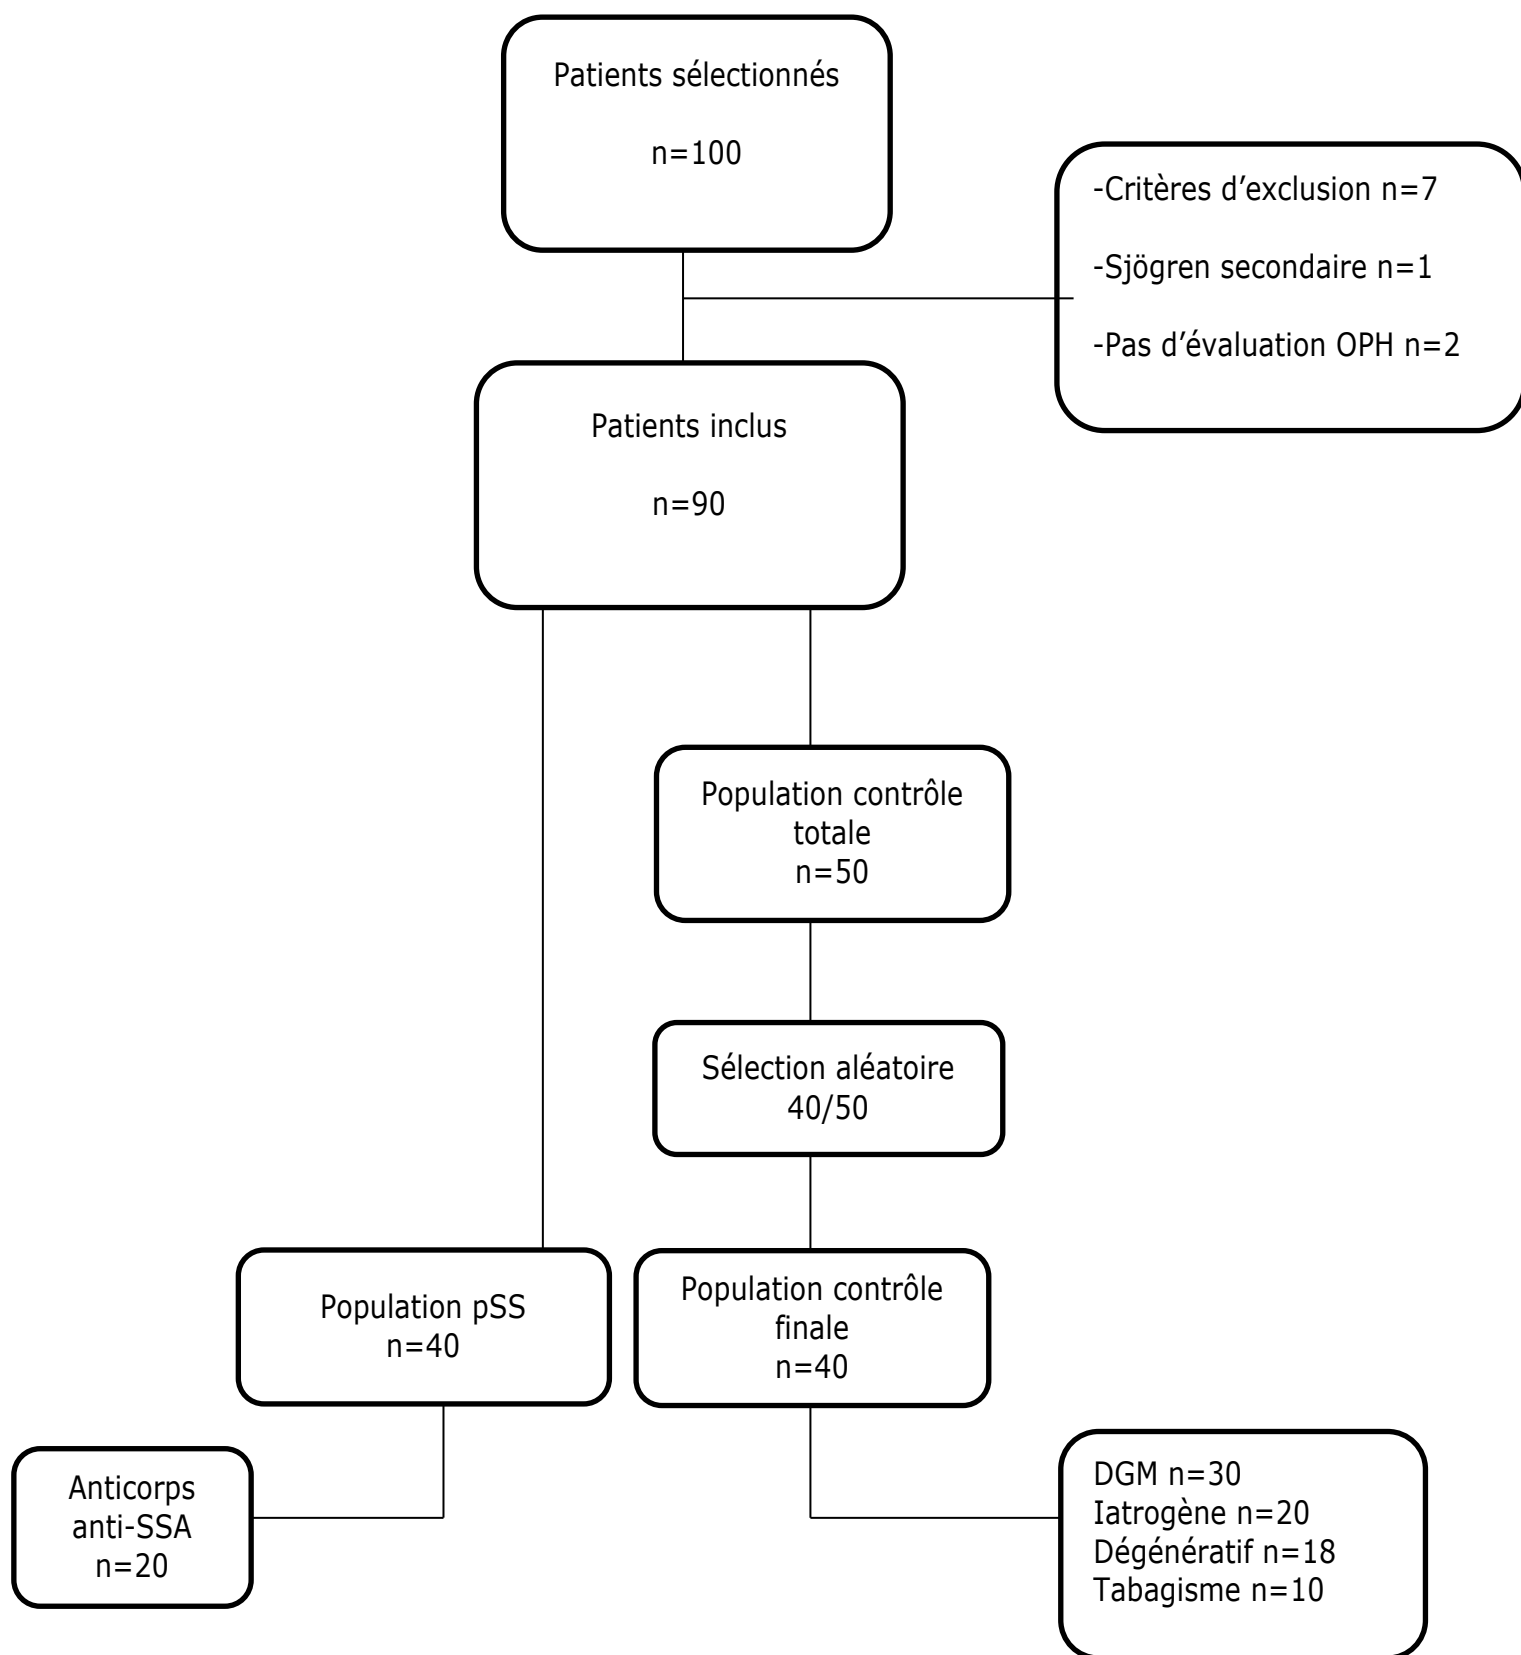 Patients sélectionnés
n=100
-Critères d’exclusion n=7
-Sjögren secondaire n=1
-Pas d’évaluation OPH n=2
Patients inclus
n=90
Population contrôle
totale
n=50
Sélection aléatoire
40/50
Population pSS
n=40
Population contrôle
finale
n=40
Anticorps
anti-SSA
n=20
DGM n=30
Iatrogène n=20
Dégénératif n=18
Tabagisme n=10